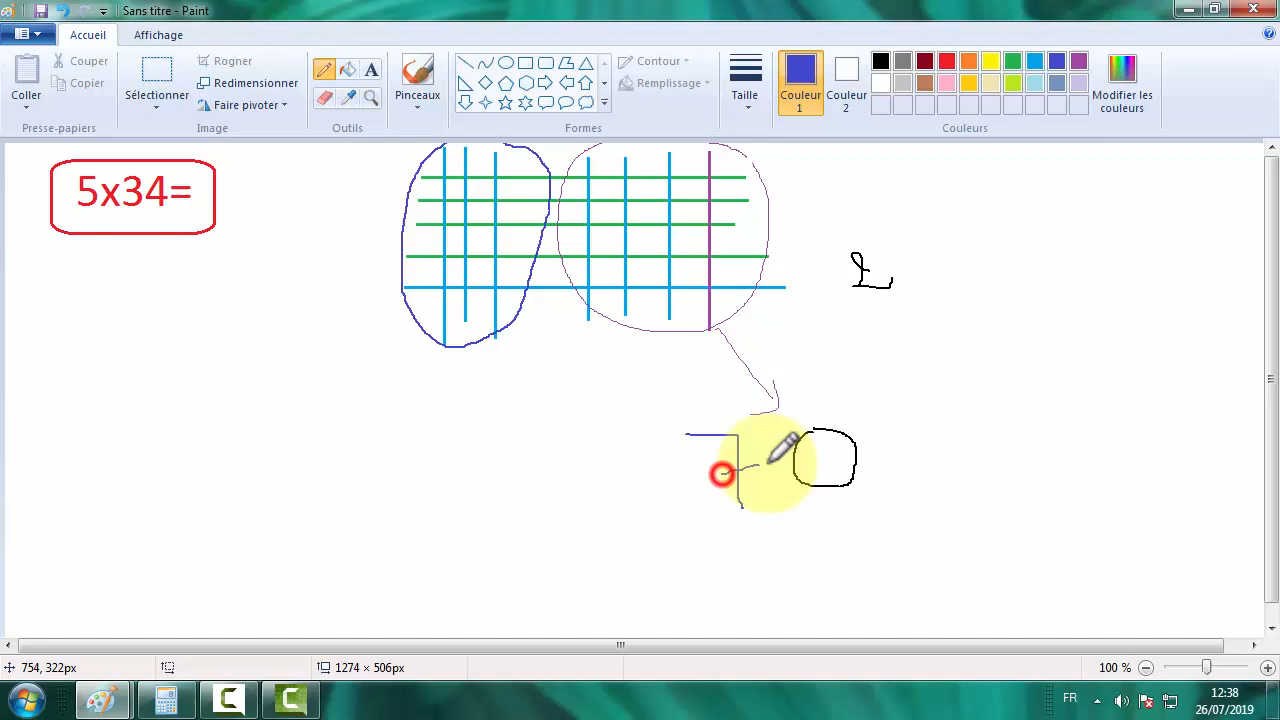 Sans titre - Paint
Accueil Affichage
Coller
Couper
Copier
Presse-papiers
Sélectionner
Rogner
Redimensionner
Faire pivoter
Image
Outils
Pinceaux
Contour
Remplissage
Formes
Taille
Couleur 1
Couleur 2
Modifier les couleurs
Couleurs
5x34=
754, 322px
1274 × 506px
100 %
FR
12:38
26/07/2019